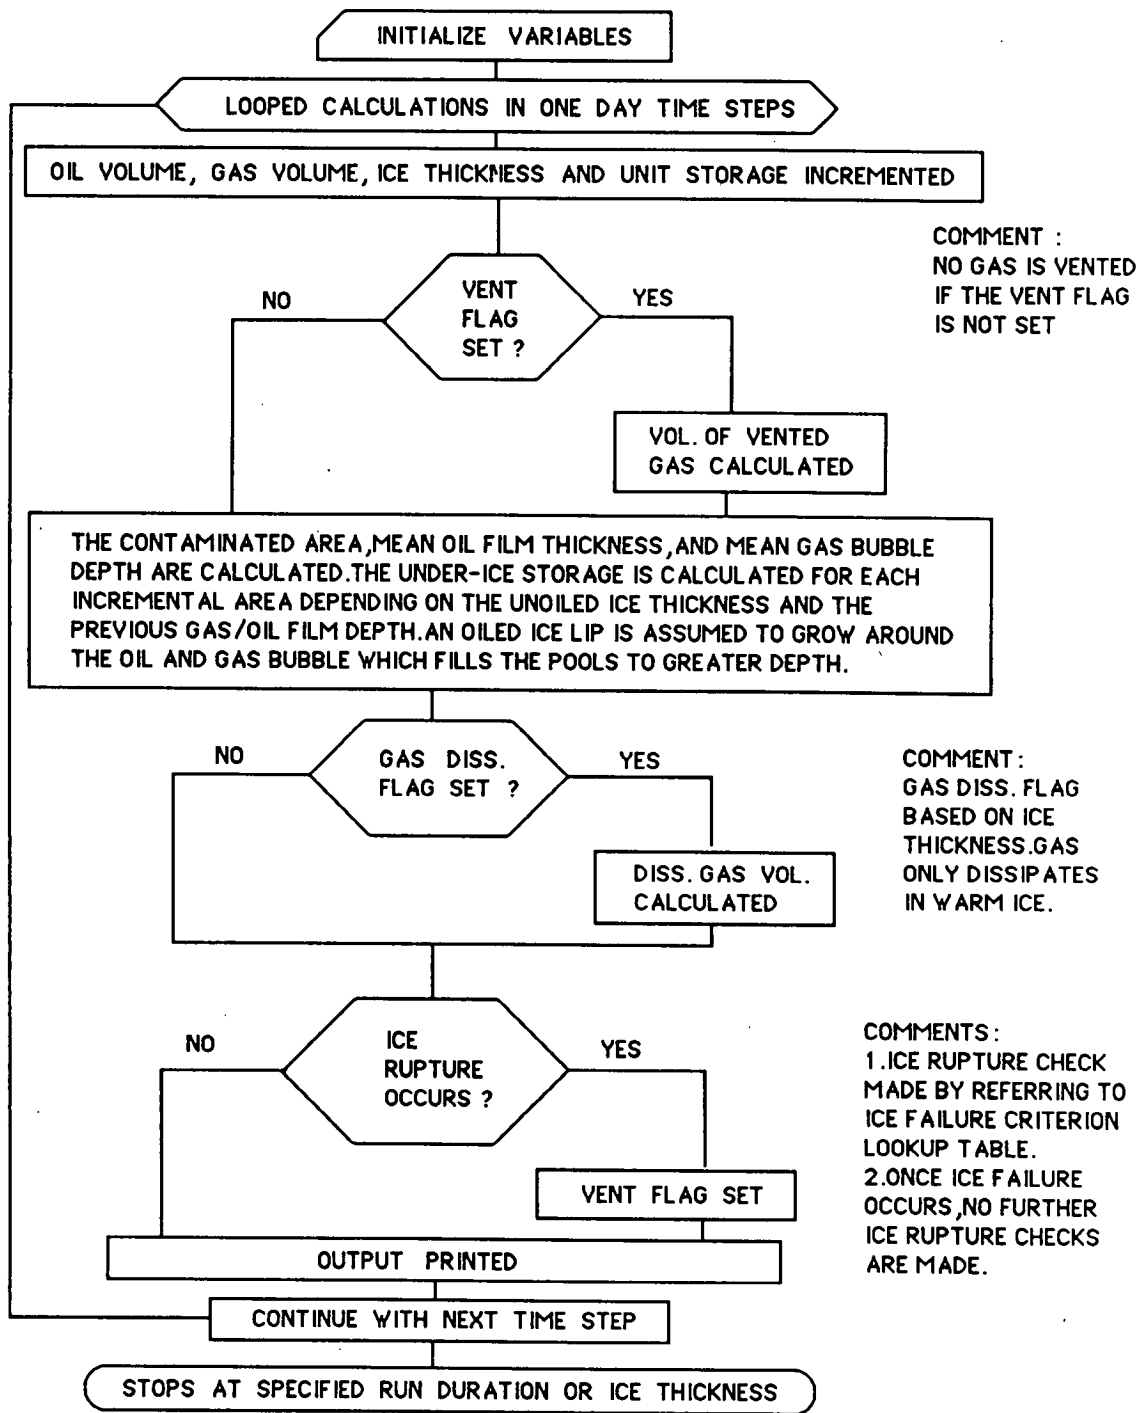 INITIALIZE VARIABLES
LOOPED CALCULATIONS IN ONE DAY TIME STEPS
OIL VOLUME, GAS VOLUME, ICE THICKNESS AND UNIT STORAGE INCREMENTED
COMMENT :
NO GAS IS VENTED
IF THE VENT FLAG
IS NOT SET
NO
VENT
FLAG
SET ?
YES
VOL. OF VENTED
GAS CALCULATED
THE CONTAMINATED AREA, MEAN OIL FILM THICKNESS, AND MEAN GAS BUBBLE
DEPTH ARE CALCULATED. THE UNDER-ICE STORAGE IS CALCULATED FOR EACH
INCREMENTAL AREA DEPENDING ON THE UNOILED ICE THICKNESS AND THE
PREVIOUS GAS/OIL FILM DEPTH. AN OILED ICE LIP IS ASSUMED TO GROW AROUND
THE OIL AND GAS BUBBLE WHICH FILLS THE POOLS TO GREATER DEPTH.
NO
GAS DISS.
FLAG SET ?
YES
COMMENT :
GAS DISS. FLAG
BASED ON ICE
THICKNESS. GAS
ONLY DISSIPATES
IN WARM ICE.
DISS. GAS VOL.
CALCULATED
NO
ICE
RUPTURE
OCCURS ?
YES
COMMENTS :
1. ICE RUPTURE CHECK
MADE BY REFERRING TO
ICE FAILURE CRITERION
LOOKUP TABLE.
2. ONCE ICE FAILURE
OCCURS, NO FURTHER
ICE RUPTURE CHECKS
ARE MADE.
VENT FLAG SET
OUTPUT PRINTED
CONTINUE WITH NEXT TIME STEP
STOPS AT SPECIFIED RUN DURATION OR ICE THICKNESS